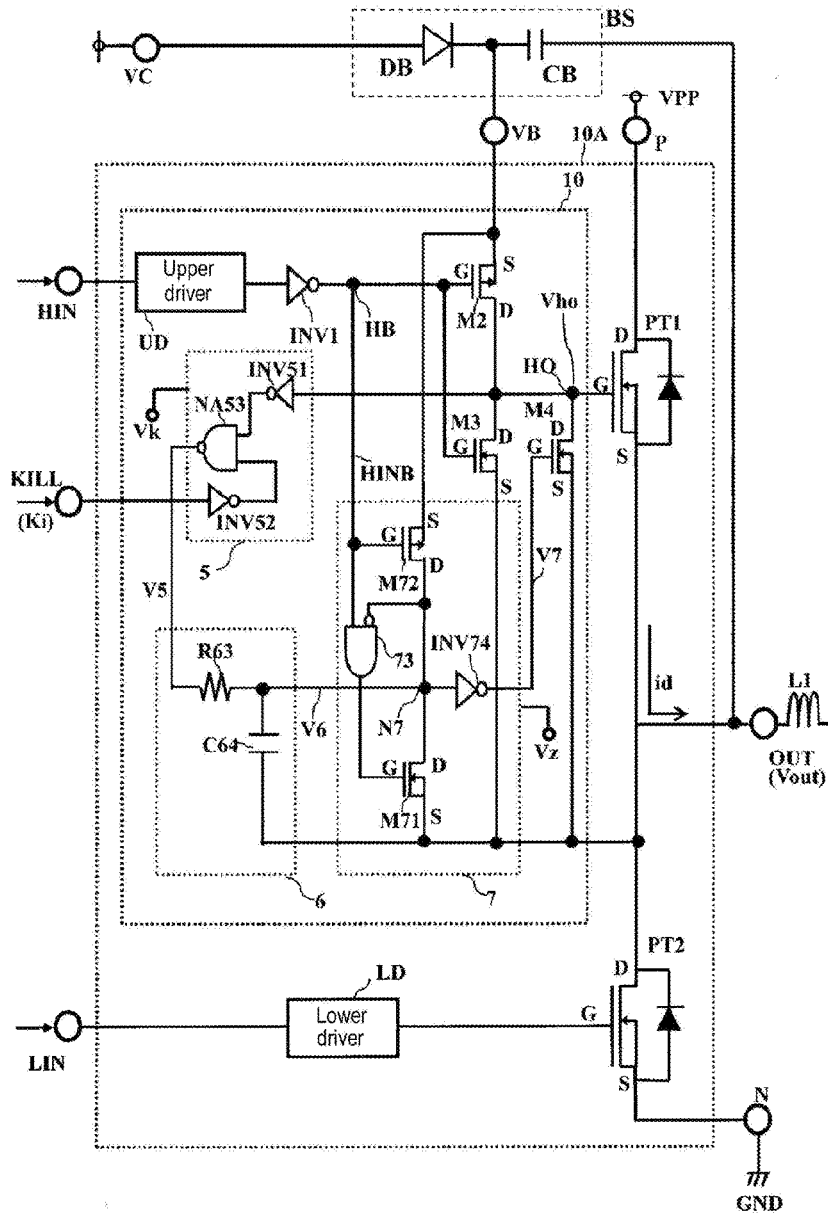 BS
DB
CB
VC
VPP
VB
10A
P
10
Upper
driver
S
G
D
M2
Vho
PT1
HIN
UD
INV1
HB
D
HO
G
INV51
NA53
M3
M4
D
D
Vk
G
G
S
KILL
HINB
S
S
(Ki)
INV52
S
G
V7
5
D
M72
V5
INV74
R63
73
id
L1
V6
N7
C64
Vz
G
D
OUT
(Vout)
M71
S
6
7
PT2
LD
D
Lower
driver
G
LIN
S
N
GND